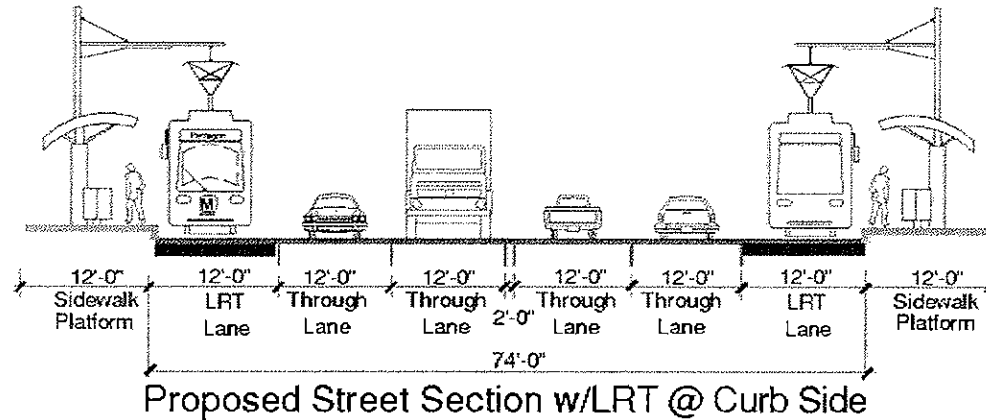 Pentagon
M
12'-0" 12'-0" 12'-0" 12'-0" 12'-0" 12'-0" 12'-0" 12'-0"
Sidewalk Platform
LRT Lane
Through Lane
Through Lane
2'-0"
Through Lane
Through Lane
LRT Lane
Sidewalk Platform
74'-0"
Proposed Street Section w/LRT @ Curb Side